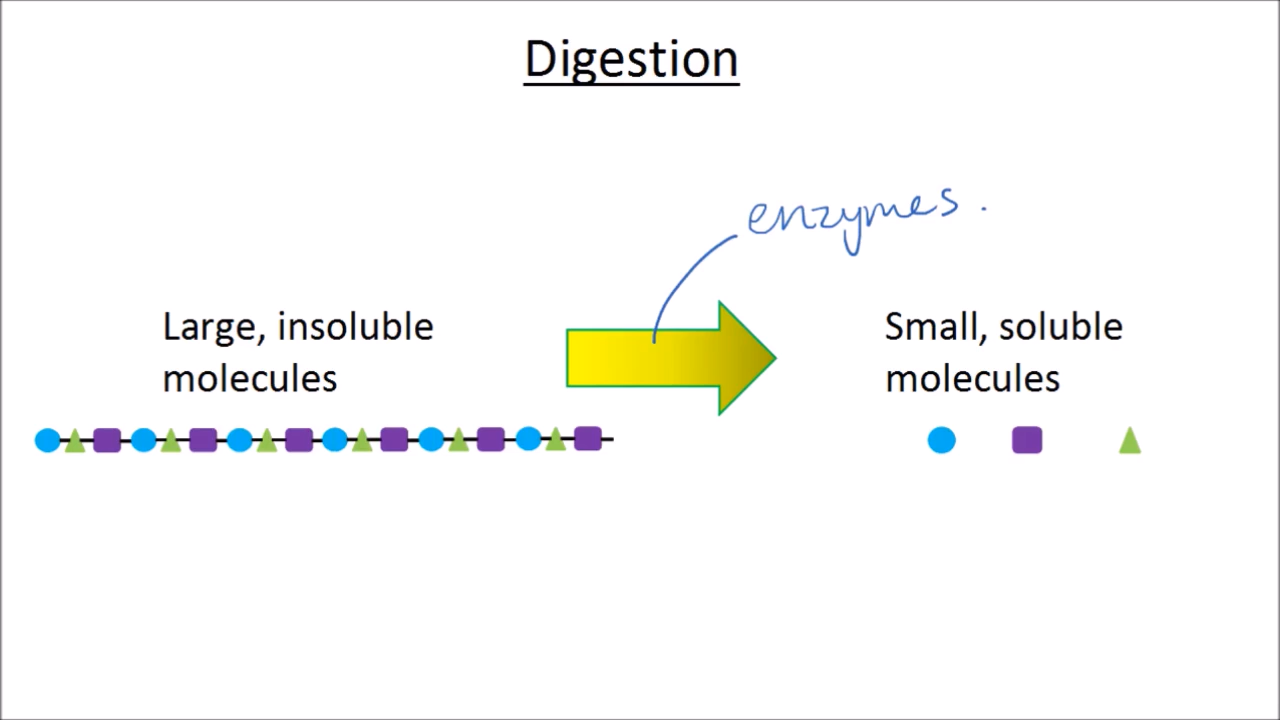 Digestion
enzymes.
Large, insoluble
molecules
Small, soluble
molecules